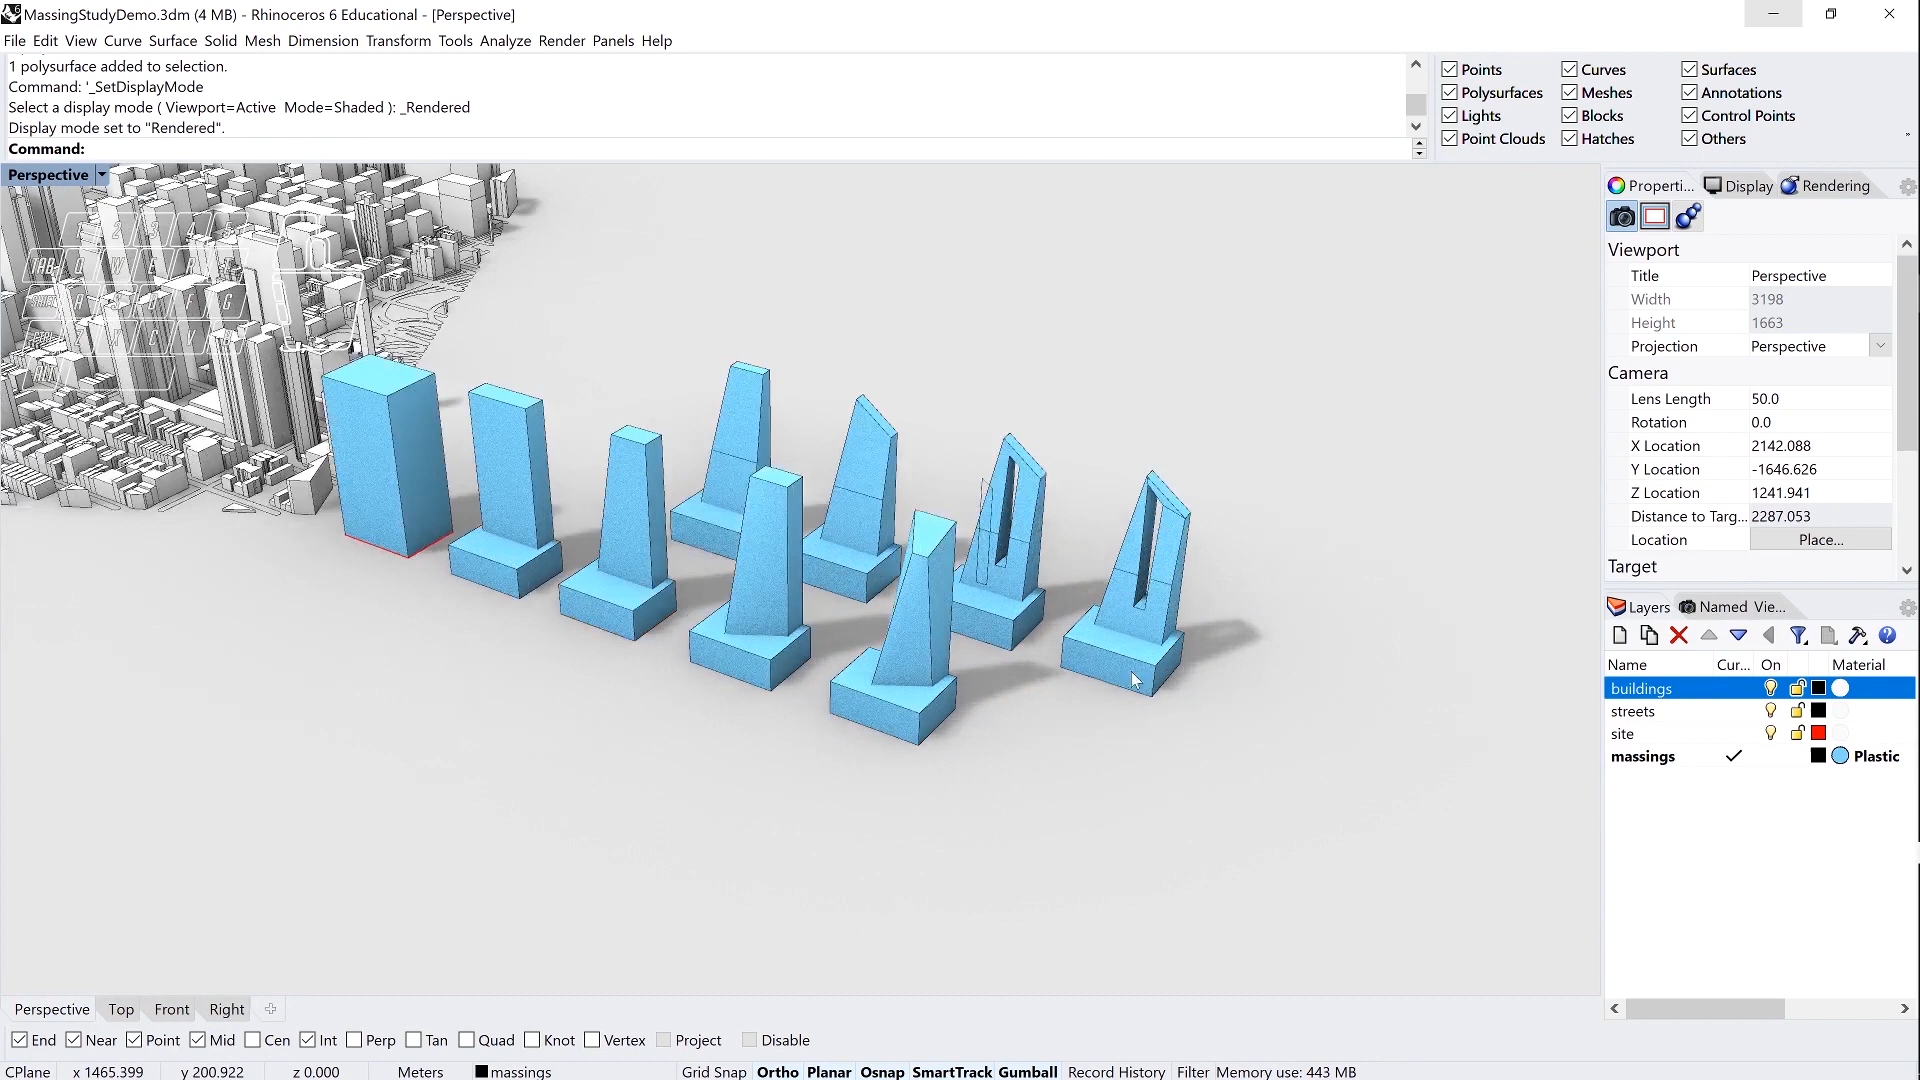 MassingStudyDemo.3dm (4 MB) - Rhinoceros 6 Educational - [Perspective]
File Edit View Curve Surface Solid Mesh Dimension Transform Tools Analyze Render Panels Help
1 polysurface added to selection.
Command: '_SetDisplayMode
Select a display mode ( Viewport=Active Mode=Shaded ): _Rendered
Display mode set to "Rendered".
Command:
Points Curves Surfaces
Polysurfaces Meshes Annotations
Lights Blocks Control Points
Point Clouds Hatches Others
Perspective
Properti... Display Rendering
Viewport
Title Perspective
Width 3198
Height 1663
Projection Perspective
Camera
Lens Length 50.0
Rotation 0.0
X Location 2142.088
Y Location -1646.626
Z Location 1241.941
Distance to Targ... 2287.053
Location Place...
Target
Layers Named Vie...
Name Cur... On Material
buildings
streets
site
massings Plastic
2 3 4
TAB Q W E R T
SHIFT A S D F G
Z X C V
Perspective Top Front Right
End Near Point Mid Cen Int Perp Tan Quad Knot Vertex Project Disable
CPlane x 1465.399 y 200.922 z 0.000 Meters massings Grid Snap Ortho Planar Osnap SmartTrack Gumball Record History Filter Memory use: 443 MB